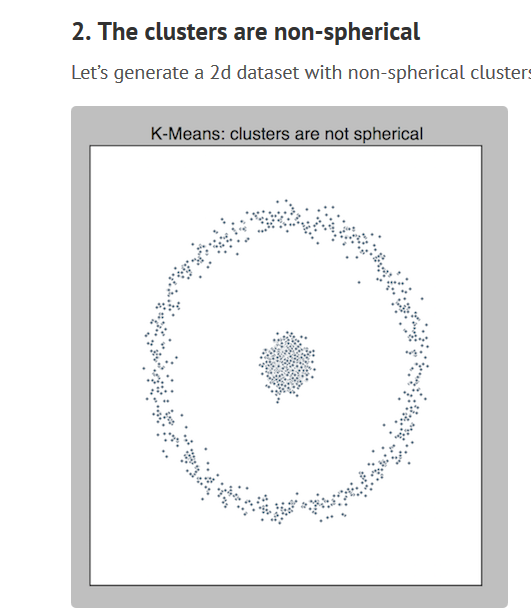 2. The clusters are non-spherical
Let’s generate a 2d dataset with non-spherical clusters
K-Means: clusters are not spherical